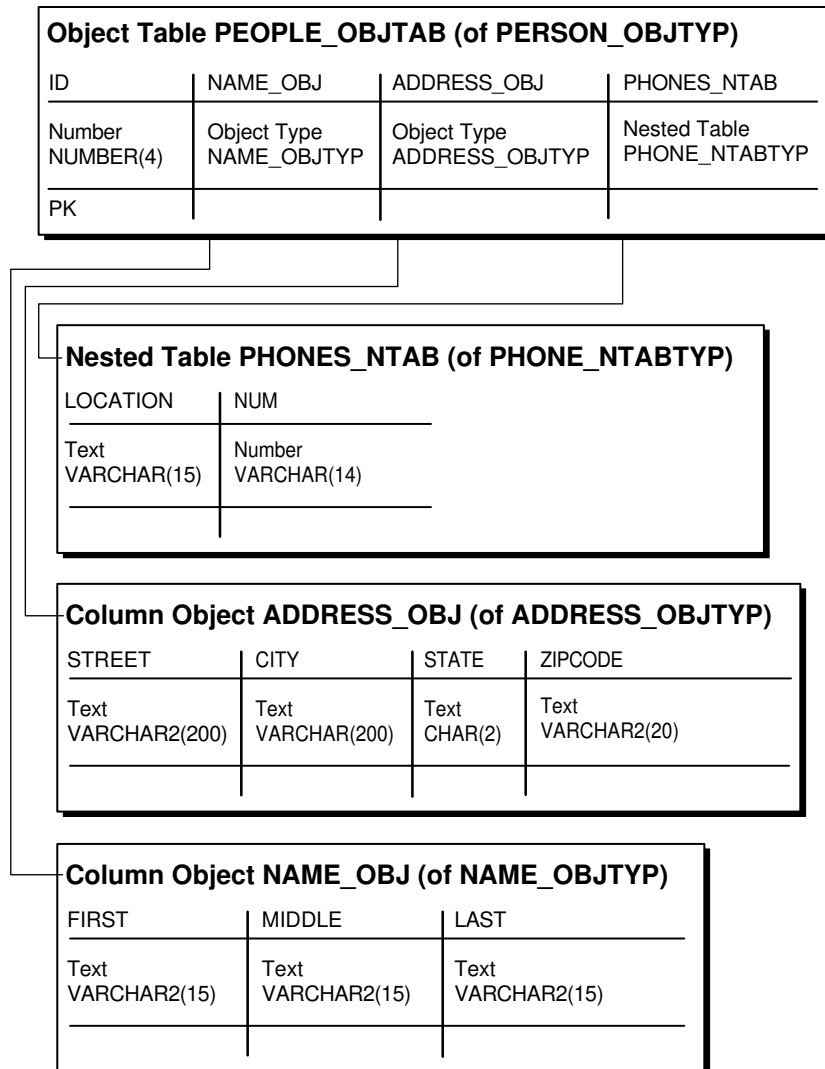 Object Table PEOPLE_OBJTAB (of PERSON_OBJTYP)
ID NAME_OBJ ADDRESS_OBJ PHONES_NTAB
Number Object Type Object Type Nested Table
NUMBER(4) NAME_OBJTYP ADDRESS_OBJTYP PHONE_NTABTYP
PK
Nested Table PHONES_NTAB (of PHONE_NTABTYP)
LOCATION NUM
Text Number
VARCHAR(15) VARCHAR(14)
Column Object ADDRESS_OBJ (of ADDRESS_OBJTYP)
STREET CITY STATE ZIPCODE
Text Text Text Text
VARCHAR2(200) VARCHAR(200) CHAR(2) VARCHAR2(20)
Column Object NAME_OBJ (of NAME_OBJTYP)
FIRST MIDDLE LAST
Text Text Text
VARCHAR2(15) VARCHAR2(15) VARCHAR2(15)